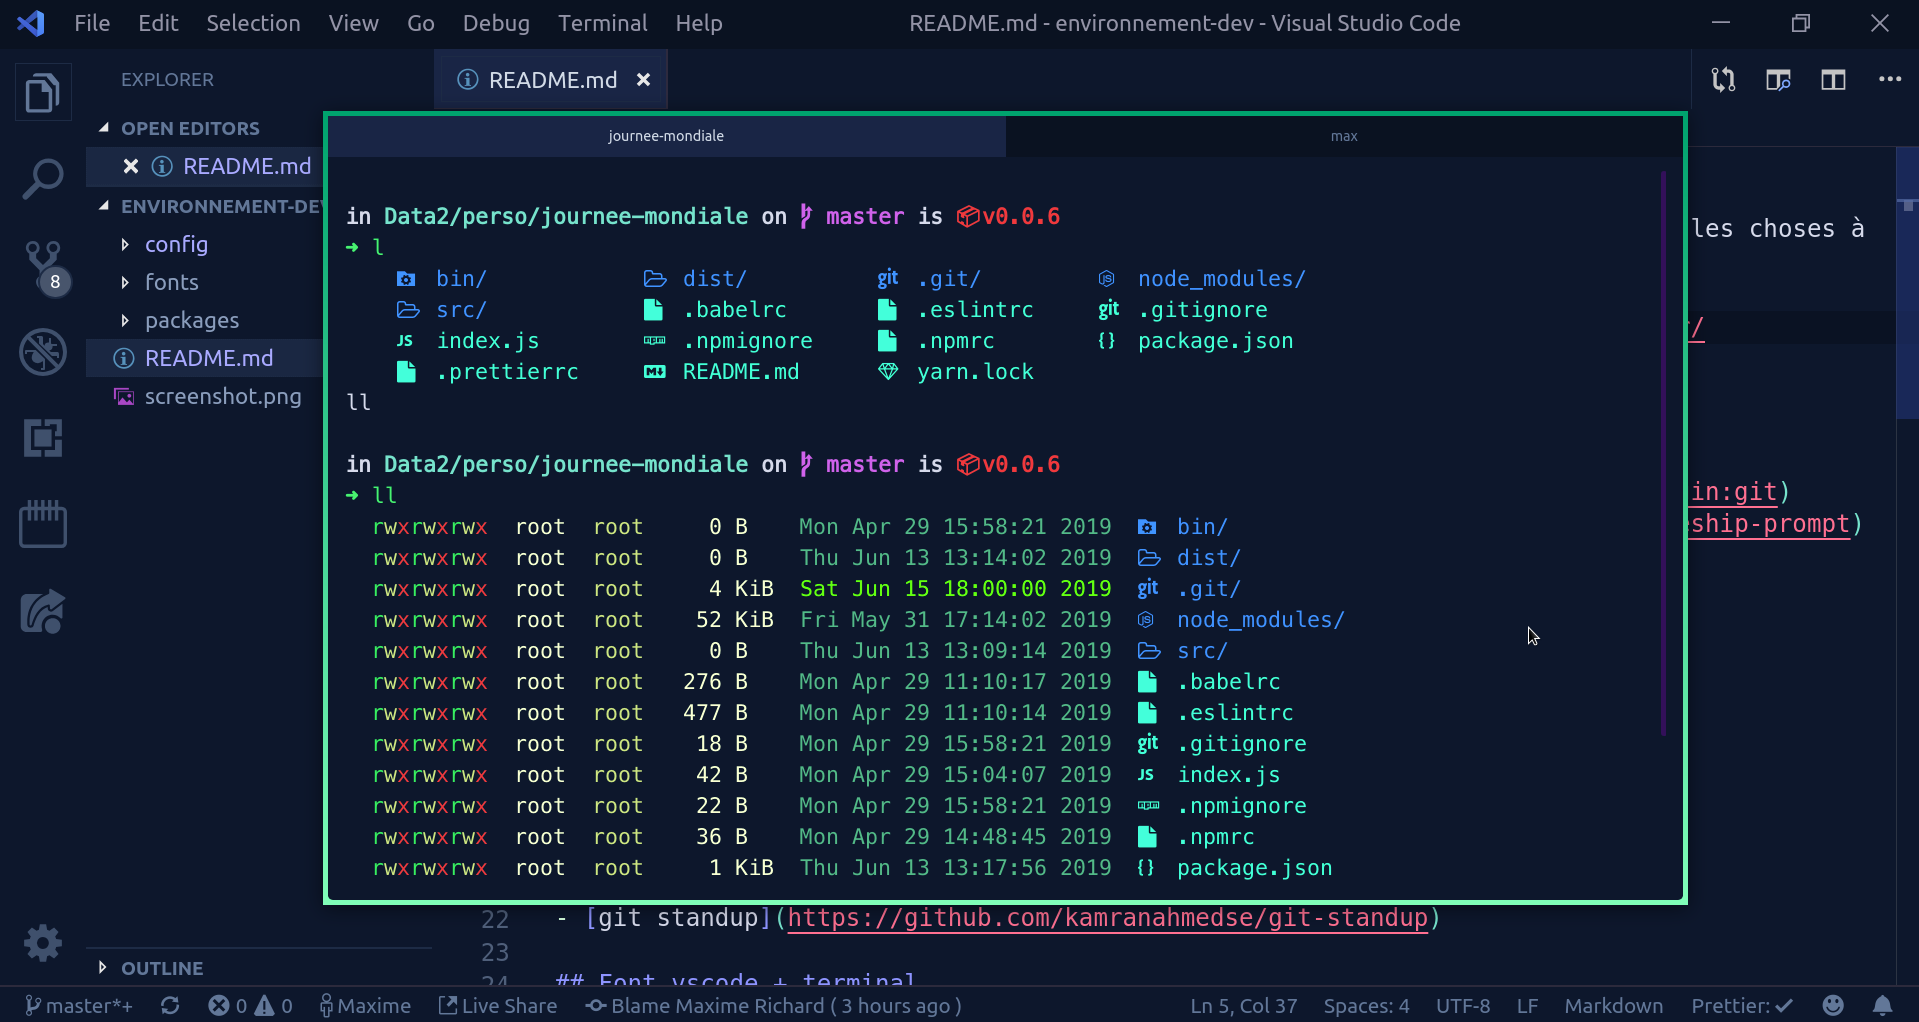 File Edit Selection View Go Debug Terminal Help README.md - environnement-dev - Visual Studio Code
EXPLORER
README.md
OPEN EDITORS
README.md
ENVIRONNEMENT-DE
config
fonts
packages
README.md
screenshot.png
8
journee-mondiale max
in Data2/perso/journee-mondiale on master is v0.0.6
➜ l
bin/ dist/ .git/ node_modules/
src/ .babelrc .eslintrc .gitignore
index.js .npmignore .npmrc package.json
.prettierrc README.md yarn.lock
ll
in Data2/perso/journee-mondiale on master is v0.0.6
➜ ll
rwxrwxrwx root root 0 B Mon Apr 29 15:58:21 2019 bin/
rwxrwxrwx root root 0 B Thu Jun 13 13:14:02 2019 dist/
rwxrwxrwx root root 4 KiB Sat Jun 15 18:00:00 2019 .git/
rwxrwxrwx root root 52 KiB Fri May 31 17:14:02 2019 node_modules/
rwxrwxrwx root root 0 B Thu Jun 13 13:09:14 2019 src/
rwxrwxrwx root root 276 B Mon Apr 29 11:10:17 2019 .babelrc
rwxrwxrwx root root 477 B Mon Apr 29 11:10:14 2019 .eslintrc
rwxrwxrwx root root 18 B Mon Apr 29 15:58:21 2019 .gitignore
rwxrwxrwx root root 42 B Mon Apr 29 15:04:07 2019 index.js
rwxrwxrwx root root 22 B Mon Apr 29 15:58:21 2019 .npmignore
rwxrwxrwx root root 36 B Mon Apr 29 14:48:45 2019 .npmrc
rwxrwxrwx root root 1 KiB Thu Jun 13 13:17:56 2019 package.json
les choses à
/
in:git)
ship-prompt)
22 - [git standup](https://github.com/kamranahmedse/git-standup)
23
24 ## Font vscode + terminal
OUTLINE
master*+ 0 0 Maxime Live Share Blame Maxime Richard ( 3 hours ago ) Ln 5, Col 37 Spaces: 4 UTF-8 LF Markdown Prettier: ✓